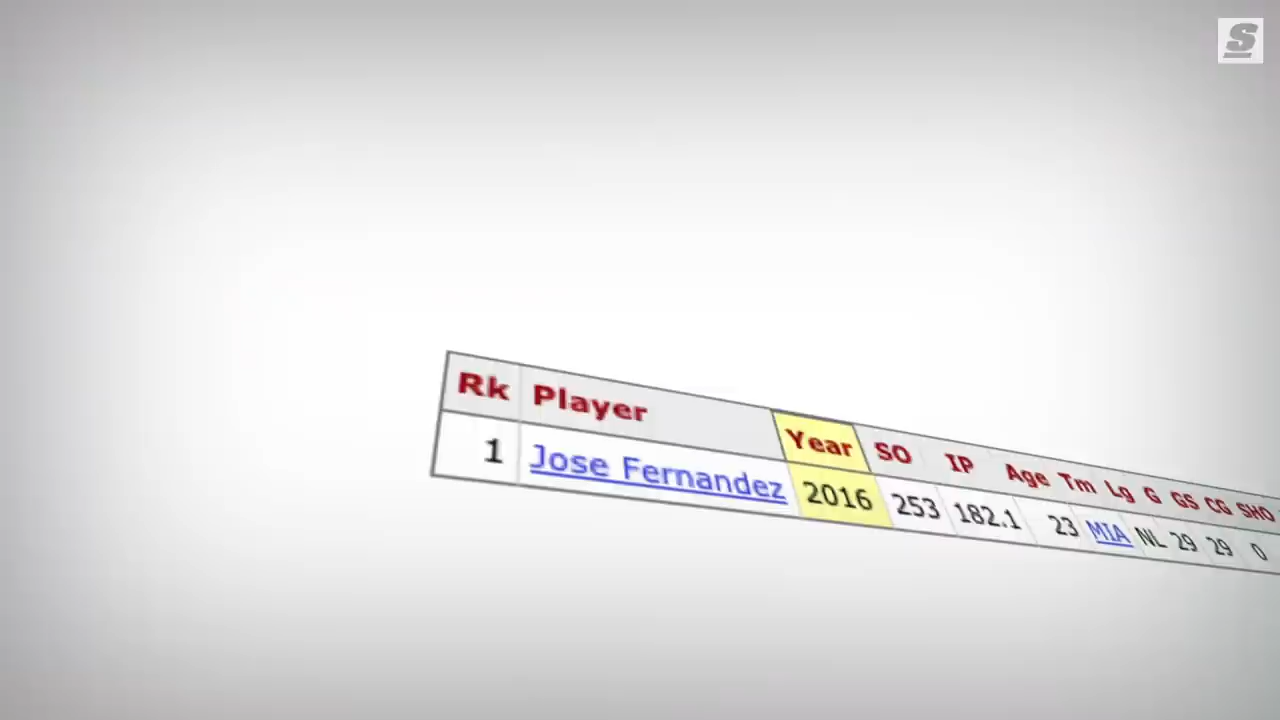 S
Rk Player Year SO IP Age Tm Lg G GS CG SHO
1 Jose Fernandez 2016 253 182.1 23 MIA NL 29 29 0